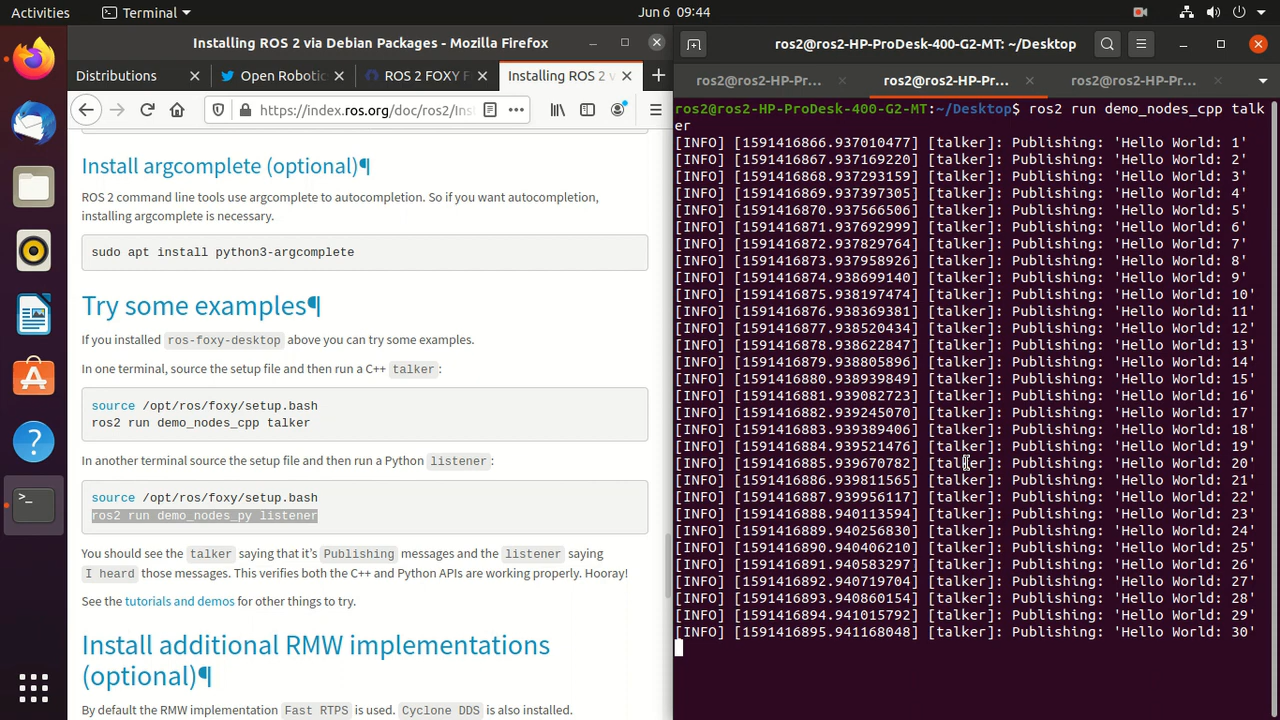 Activities
Terminal
Jun 6 09:44
Installing ROS 2 via Debian Packages - Mozilla Firefox
Distributions
Open Roboti
ROS 2 FOXY F
Installing ROS 2 v
https://index.ros.org/doc/ros2/Ins
Install argcomplete (optional)¶
ROS 2 command line tools use argcomplete to autocompletion. So if you want autocompletion,
installing argcomplete is necessary.
sudo apt install python3-argcomplete
Try some examples¶
If you installed ros-foxy-desktop above you can try some examples.
In one terminal, source the setup file and then run a C++ talker:
source /opt/ros/foxy/setup.bash
ros2 run demo_nodes_cpp talker
In another terminal source the setup file and then run a Python listener:
source /opt/ros/foxy/setup.bash
ros2 run demo_nodes_py listener
You should see the talker saying that it’s Publishing messages and the listener saying
I heard those messages. This verifies both the C++ and Python APIs are working properly. Hooray!
See the tutorials and demos for other things to try.
Install additional RMW implementations
(optional)¶
By default the RMW implementation Fast RTPS is used. Cyclone DDS is also installed.
ros2@ros2-HP-ProDesk-400-G2-MT: ~/Desktop
ros2@ros2-HP-Pr...
ros2@ros2-HP-Pr...
ros2@ros2-HP-Pr...
ros2@ros2-HP-ProDesk-400-G2-MT:~/Desktop$ ros2 run demo_nodes_cpp talk
er
[INFO] [1591416866.937010477] [talker]: Publishing: 'Hello World: 1'
[INFO] [1591416867.937169220] [talker]: Publishing: 'Hello World: 2'
[INFO] [1591416868.937293159] [talker]: Publishing: 'Hello World: 3'
[INFO] [1591416869.937397305] [talker]: Publishing: 'Hello World: 4'
[INFO] [1591416870.937566506] [talker]: Publishing: 'Hello World: 5'
[INFO] [1591416871.937692999] [talker]: Publishing: 'Hello World: 6'
[INFO] [1591416872.937829764] [talker]: Publishing: 'Hello World: 7'
[INFO] [1591416873.937958926] [talker]: Publishing: 'Hello World: 8'
[INFO] [1591416874.938699140] [talker]: Publishing: 'Hello World: 9'
[INFO] [1591416875.938197474] [talker]: Publishing: 'Hello World: 10'
[INFO] [1591416876.938369381] [talker]: Publishing: 'Hello World: 11'
[INFO] [1591416877.938520434] [talker]: Publishing: 'Hello World: 12'
[INFO] [1591416878.938622847] [talker]: Publishing: 'Hello World: 13'
[INFO] [1591416879.938805896] [talker]: Publishing: 'Hello World: 14'
[INFO] [1591416880.938939849] [talker]: Publishing: 'Hello World: 15'
[INFO] [1591416881.939082723] [talker]: Publishing: 'Hello World: 16'
[INFO] [1591416882.939245070] [talker]: Publishing: 'Hello World: 17'
[INFO] [1591416883.939389406] [talker]: Publishing: 'Hello World: 18'
[INFO] [1591416884.939521476] [talker]: Publishing: 'Hello World: 19'
[INFO] [1591416885.939670782] [talker]: Publishing: 'Hello World: 20'
[INFO] [1591416886.939811565] [talker]: Publishing: 'Hello World: 21'
[INFO] [1591416887.939956117] [talker]: Publishing: 'Hello World: 22'
[INFO] [1591416888.940113594] [talker]: Publishing: 'Hello World: 23'
[INFO] [1591416889.940256830] [talker]: Publishing: 'Hello World: 24'
[INFO] [1591416890.940406210] [talker]: Publishing: 'Hello World: 25'
[INFO] [1591416891.940583297] [talker]: Publishing: 'Hello World: 26'
[INFO] [1591416892.940719704] [talker]: Publishing: 'Hello World: 27'
[INFO] [1591416893.940860154] [talker]: Publishing: 'Hello World: 28'
[INFO] [1591416894.941015792] [talker]: Publishing: 'Hello World: 29'
[INFO] [1591416895.941168048] [talker]: Publishing: 'Hello World: 30'